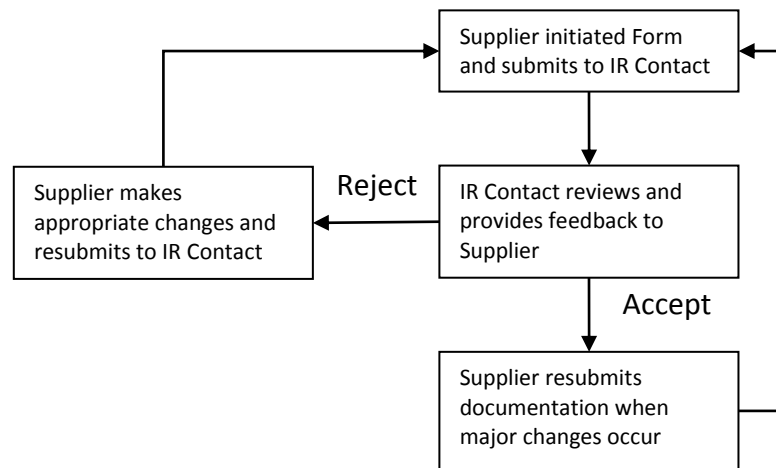 Supplier initiated Form
and submits to IR Contact
Supplier makes
appropriate changes and
resubmits to IR Contact
Reject
IR Contact reviews and
provides feedback to
Supplier
Accept
Supplier resubmits
documentation when
major changes occur